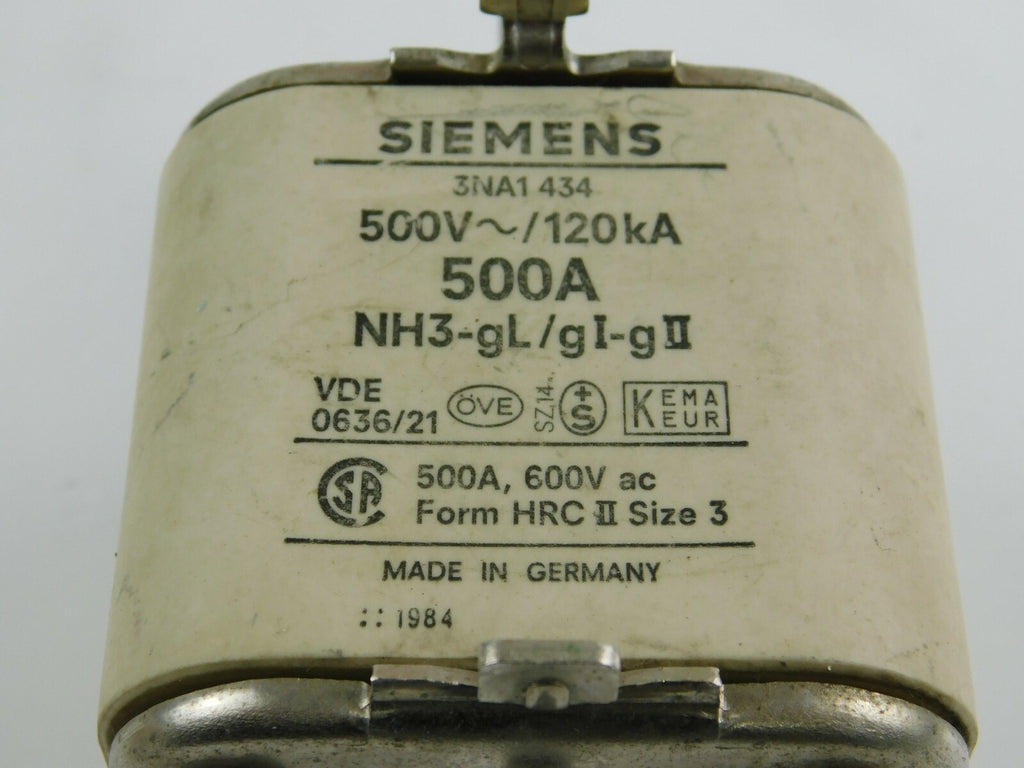 SIEMENS
3NA1 434
500V~/120kA
500A
NH3-gL/gI-gII
VDE
0636/21
ÖVE
SZ14
+S
KEMA
KEUR
CSA
500A, 600V ac
Form HRC II Size 3
MADE IN GERMANY
:: 1984